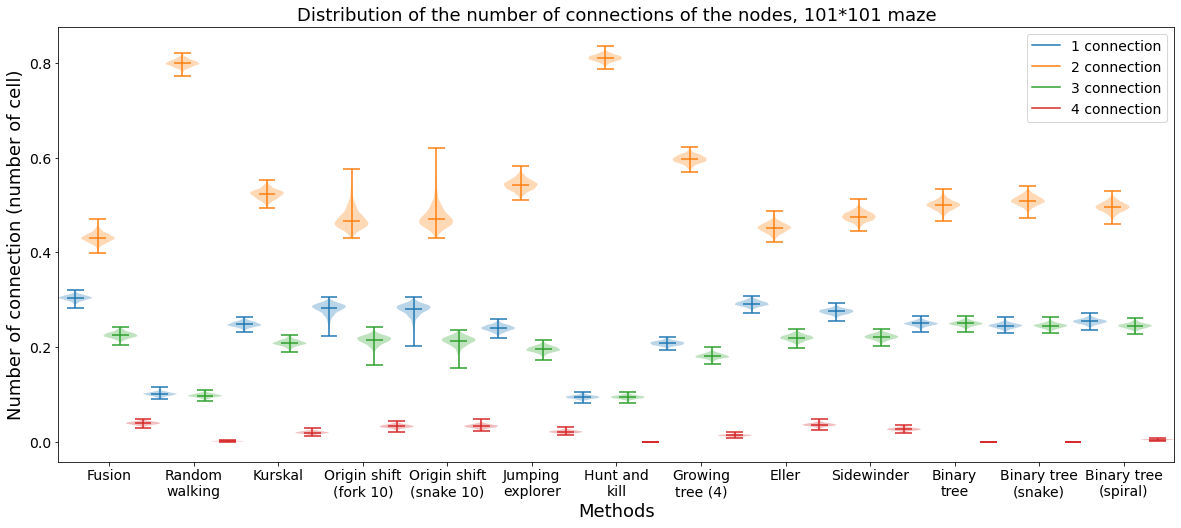 Distribution of the number of connections of the nodes, 101*101 maze
Number of connection (number of cell)
0.8
0.6
0.4
0.2
0.0
1 connection
2 connection
3 connection
4 connection
Fusion
Random
walking
Kurskal
Origin shift
(fork 10)
Origin shift
(snake 10)
Jumping
explorer
Hunt and
kill
Growing
tree (4)
Eller
Sidewinder
Binary
tree
Binary tree
(snake)
Binary tree
(spiral)
Methods